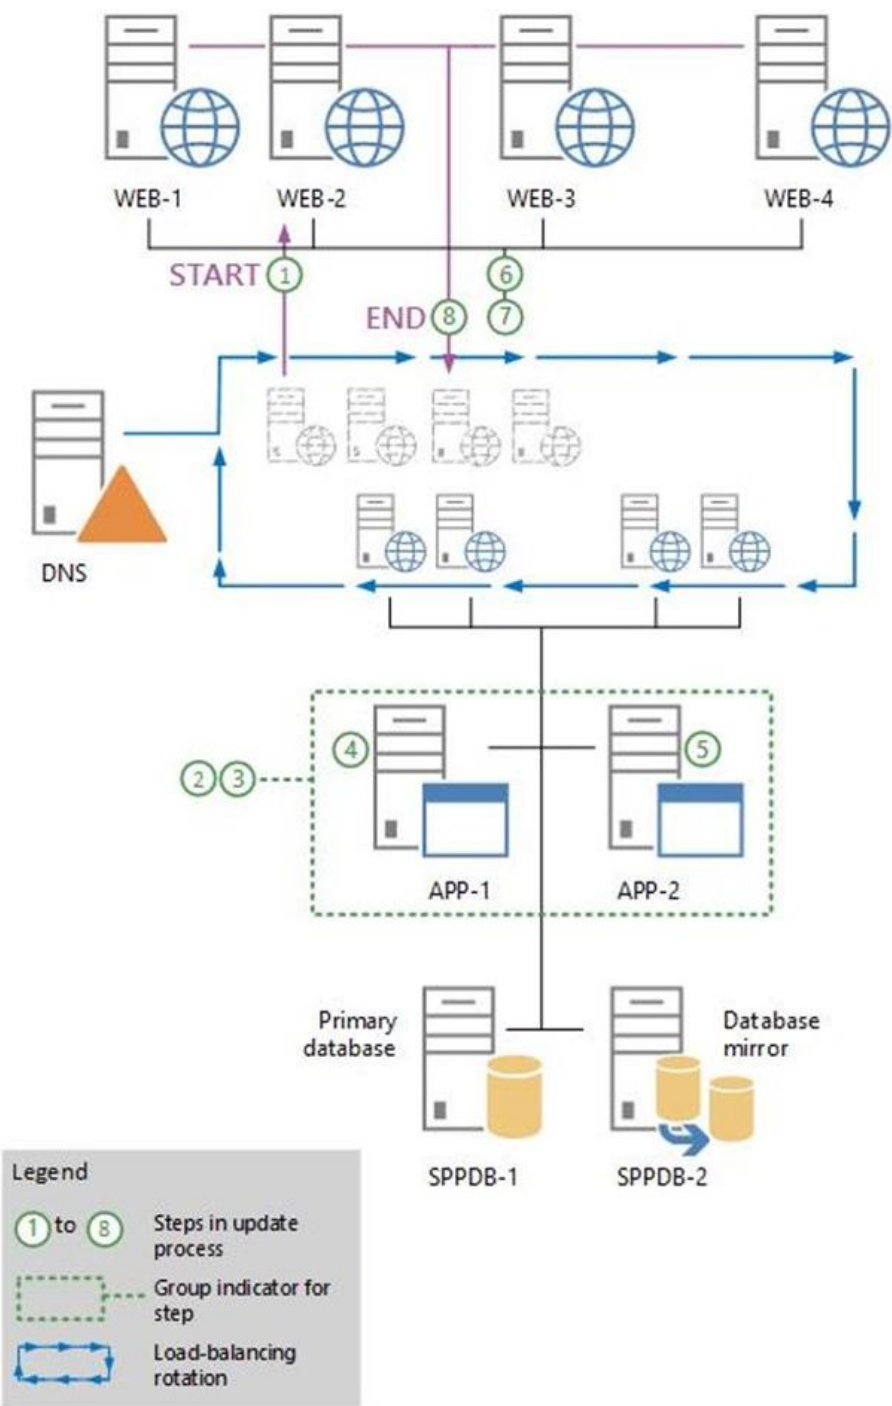 WEB-1
WEB-2
WEB-3
WEB-4
START 1
6
END 8
7
DNS
4
5
2 3
APP-1
APP-2
Primary
database
Database
mirror
SPPDB-1
SPPDB-2
Legend
1 to 8
Steps in update
process
Group indicator for
step
Load-balancing
rotation